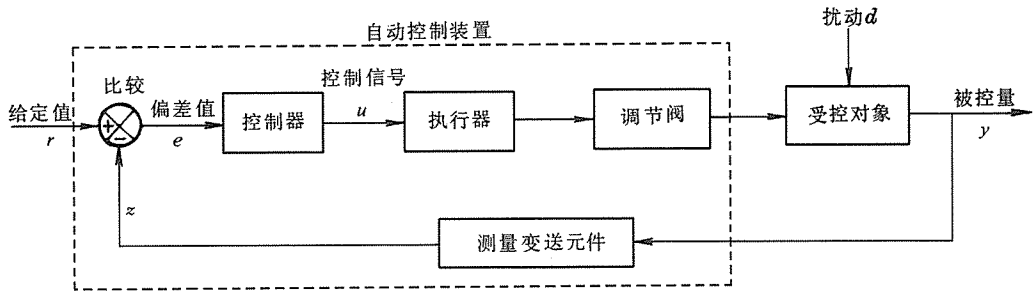 自动控制装置
扰动d
比较
控制信号
给定值
偏差值
被控量
r
+
−
e
控制器
u
执行器
调节阀
受控对象
y
z
测量变送元件